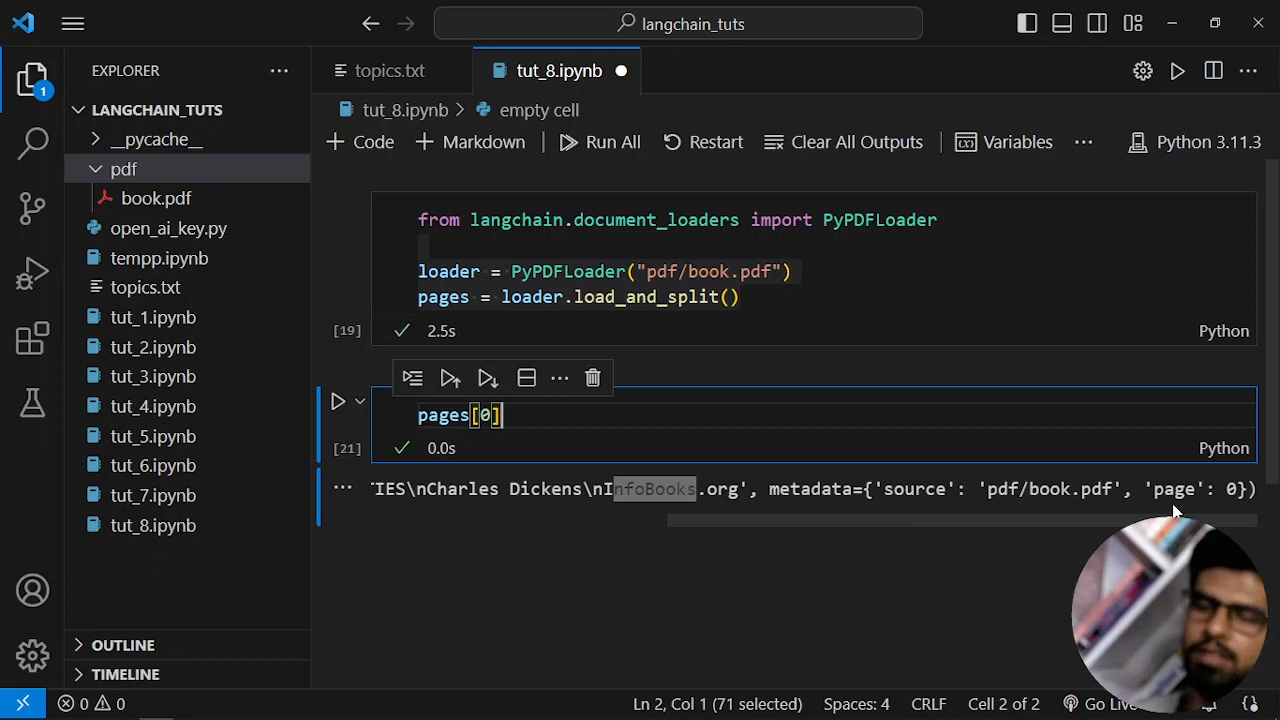 langchain_tuts
EXPLORER
topics.txt
tut_8.ipynb
1
LANGCHAIN_TUTS
tut_8.ipynb > empty cell
__pycache__
+ Code + Markdown Run All Restart Clear All Outputs Variables ... Python 3.11.3
pdf
book.pdf
open_ai_key.py
tempp.ipynb
topics.txt
tut_1.ipynb
tut_2.ipynb
tut_3.ipynb
tut_4.ipynb
tut_5.ipynb
tut_6.ipynb
tut_7.ipynb
tut_8.ipynb
from langchain.document_loaders import PyPDFLoader
loader = PyPDFLoader("pdf/book.pdf")
pages = loader.load_and_split()
[19] 2.5s Python
pages[0]
[21] 0.0s Python
... 'IES\nCharles Dickens\nInfoBooks.org', metadata={'source': 'pdf/book.pdf', 'page': 0})
OUTLINE
TIMELINE
0 0 Ln 2, Col 1 (71 selected) Spaces: 4 CRLF Cell 2 of 2 Go Live